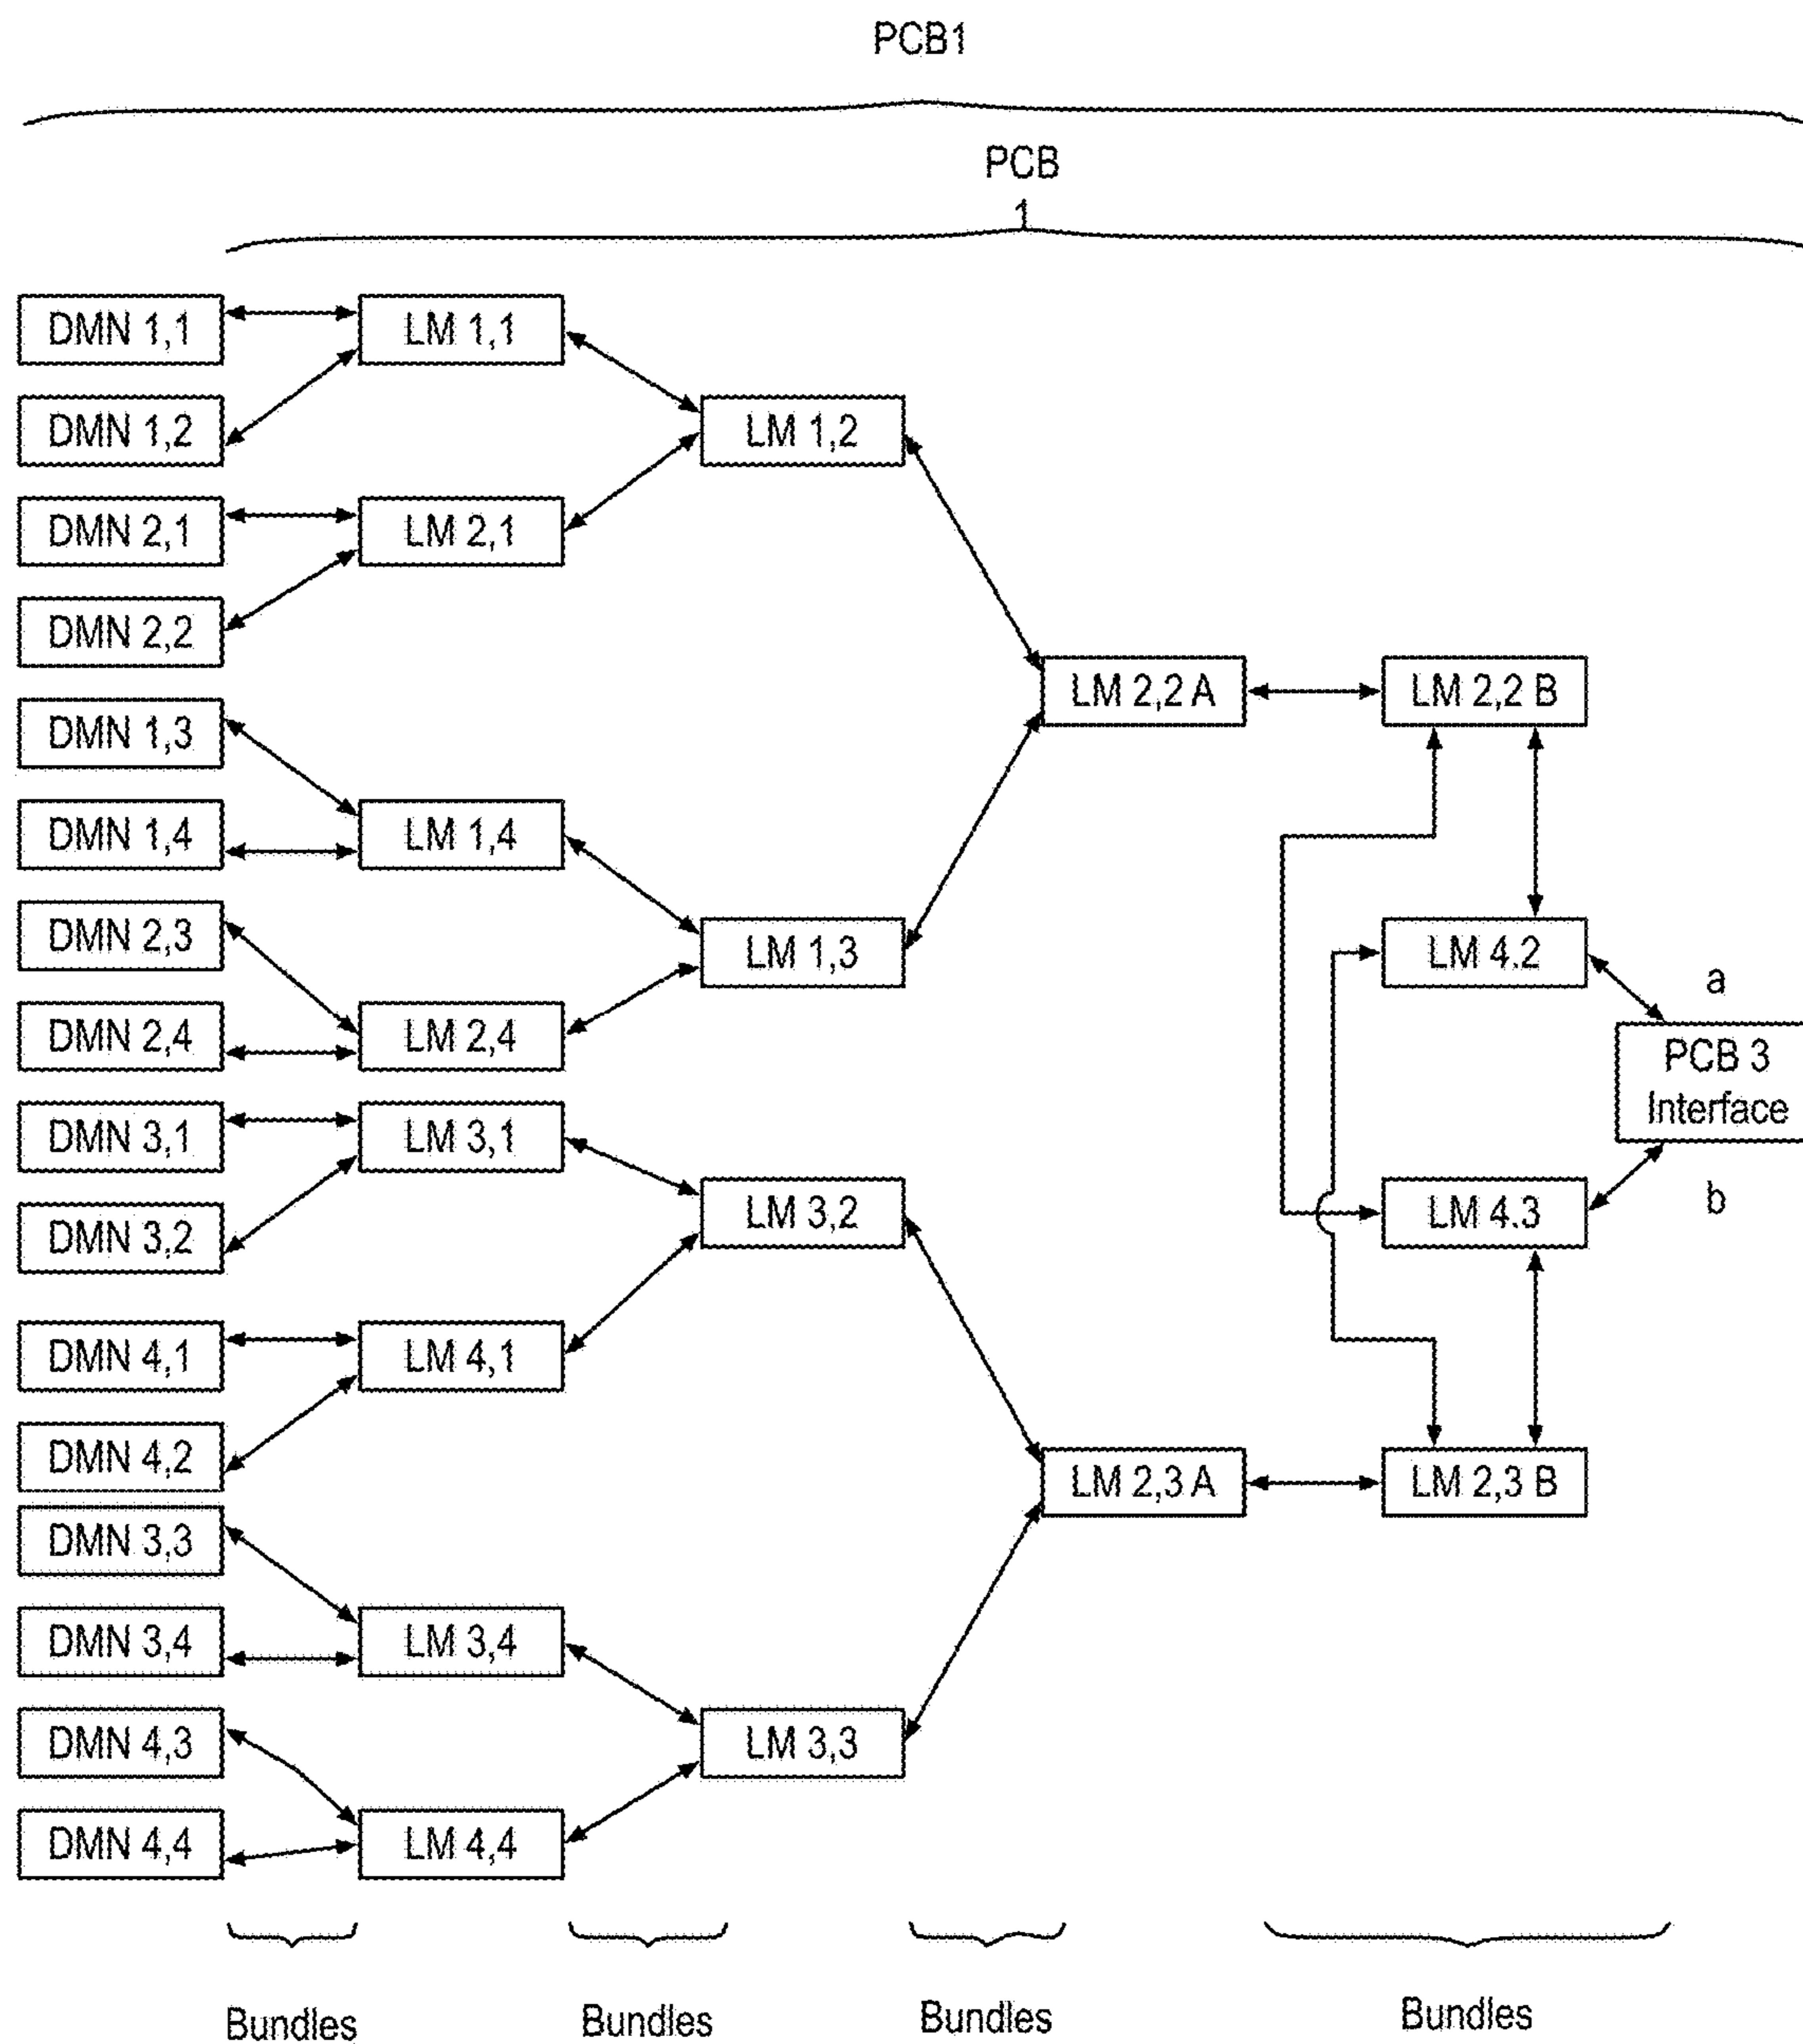 PCB1
PCB
1
DMN 1,1
LM 1,1
DMN 1,2
LM 1,2
DMN 2,1
LM 2,1
DMN 2,2
LM 2,2 A
LM 2,2 B
DMN 1,3
DMN 1,4
LM 1,4
DMN 2,3
LM 1,3
LM 4.2
a
DMN 2,4
LM 2,4
PCB 3
Interface
DMN 3,1
LM 3,1
DMN 3,2
LM 3,2
LM 4.3
b
DMN 4,1
LM 4,1
DMN 4,2
LM 2,3 A
LM 2,3 B
DMN 3,3
DMN 3,4
LM 3,4
DMN 4,3
LM 3,3
DMN 4,4
LM 4,4
Bundles
Bundles
Bundles
Bundles